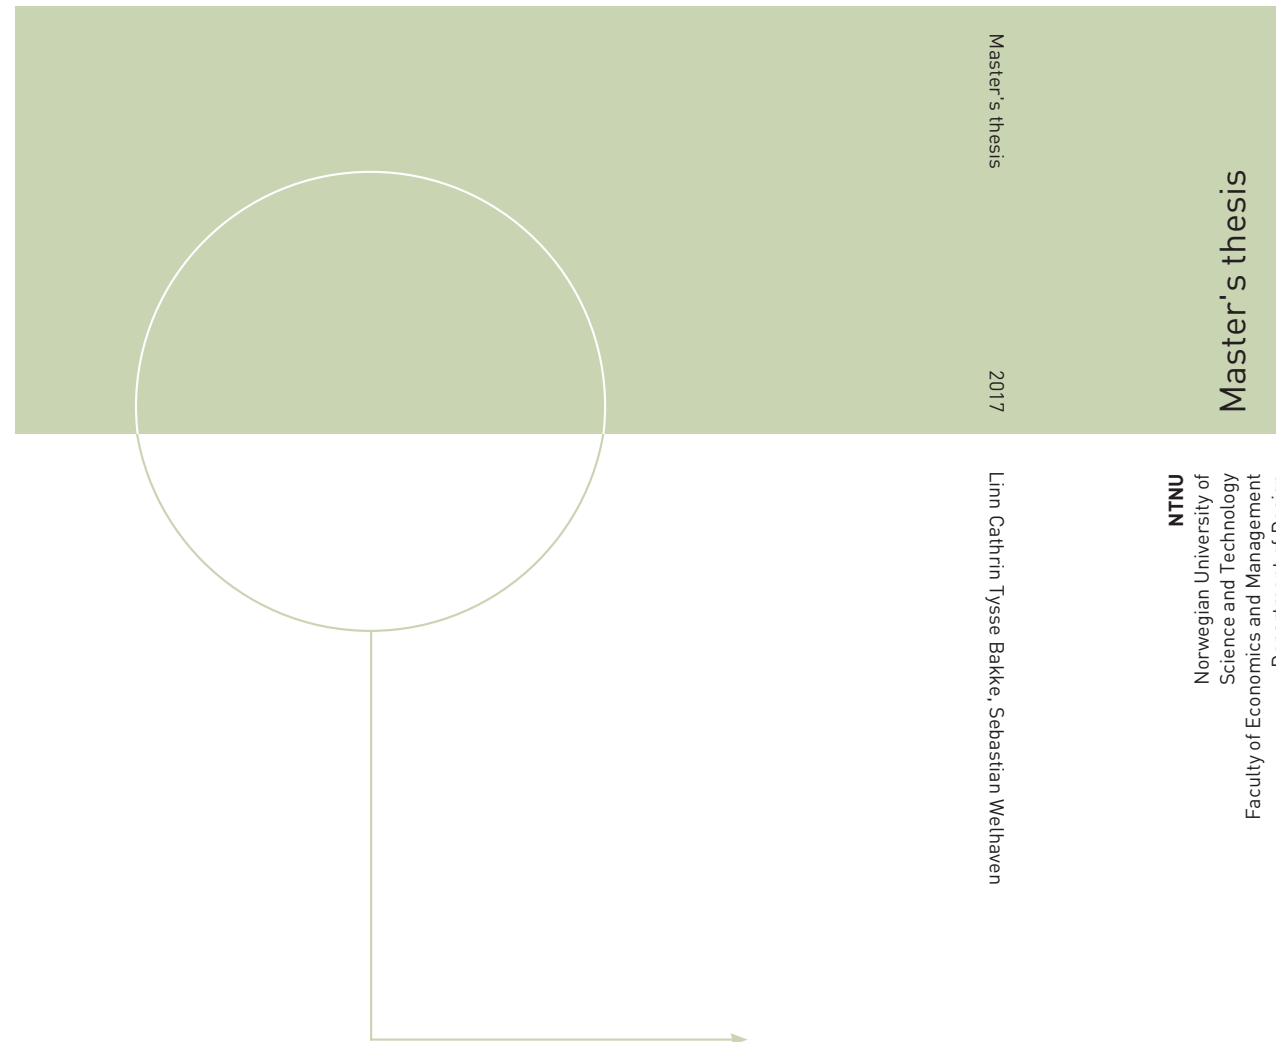 Master's thesis
2017
Linn Cathrin Tysse Bakke, Sebastian Welhaven
Master's thesis
NTNU
Norwegian University of
Science and Technology
Faculty of Economics and Management